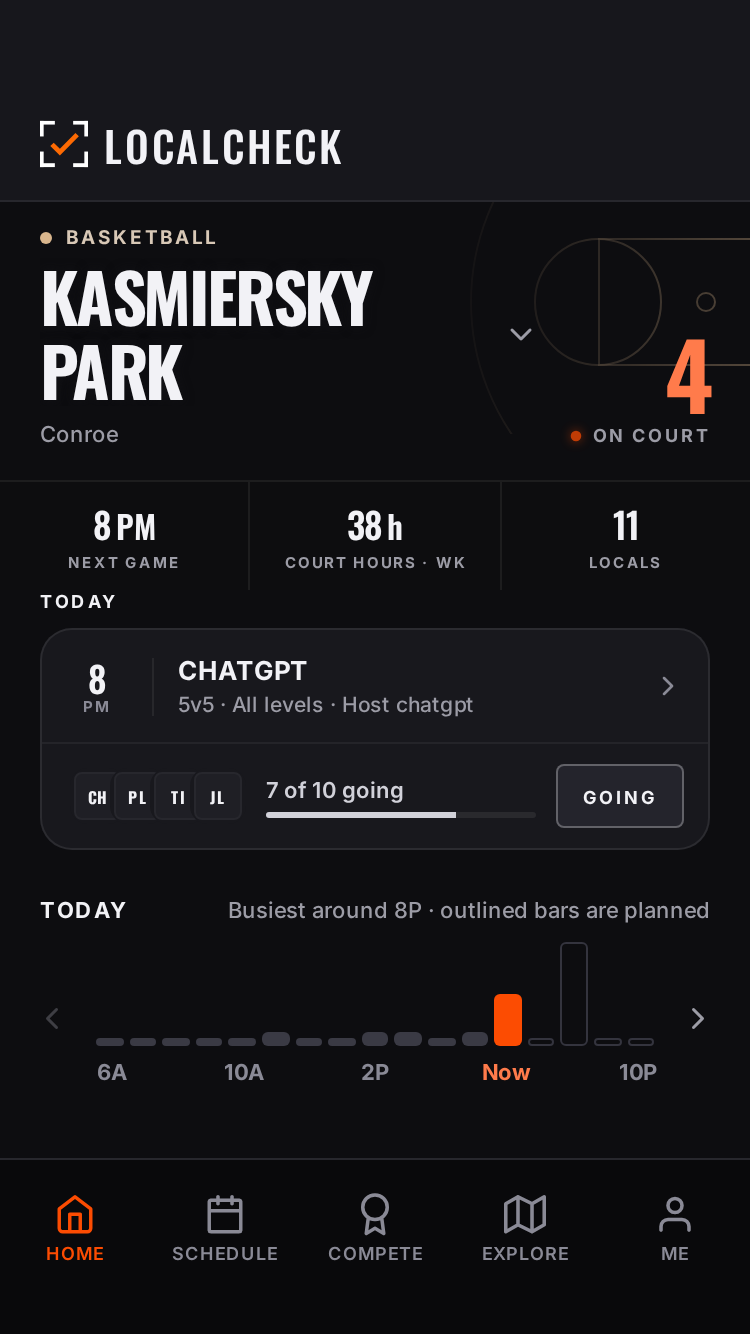 LOCALCHECK
BASKETBALL
KASMIERSKY
PARK
Conroe
4
ON COURT
8 PM
NEXT GAME
38 h
COURT HOURS · WK
11
LOCALS
TODAY
8
PM
CHATGPT
5v5 · All levels · Host chatgpt
CH PL TI JL
7 of 10 going
GOING
TODAY
Busiest around 8P · outlined bars are planned
6A 10A 2P Now 10P
HOME SCHEDULE COMPETE EXPLORE ME